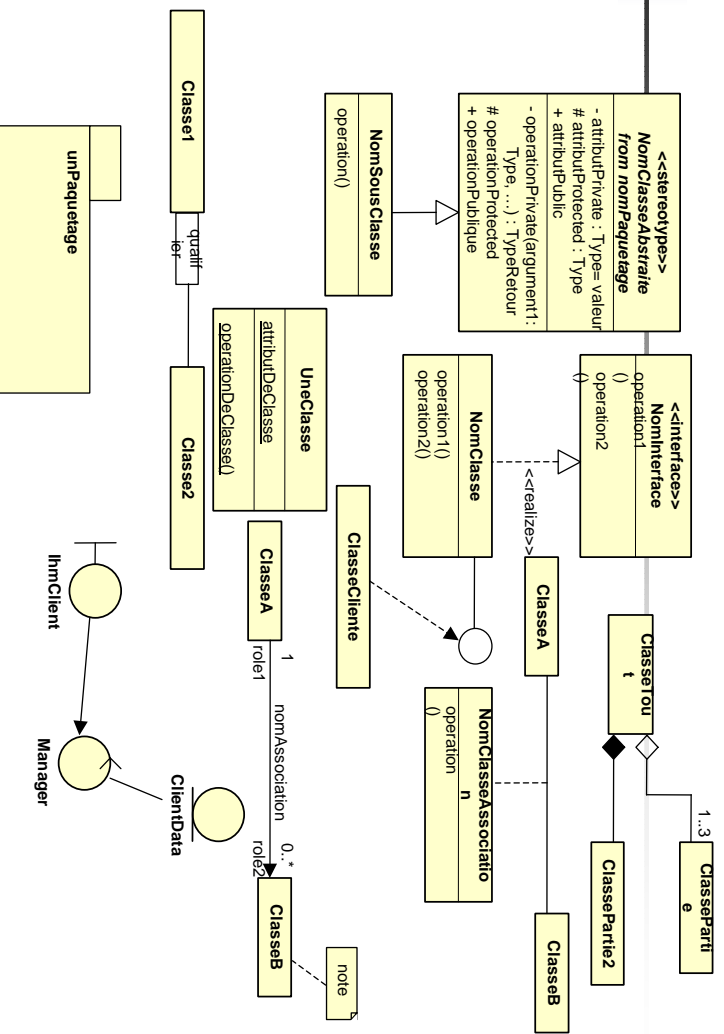 <<stereotype>>
NomClasseAbstraite
from nomPaquetage
- attributPrivate : Type= valeur
# attributProtected : Type
+ attributPublic
- operationPrivate(argument1:
Type, ...) : TypeRetour
# operationProtected
+ operationPublique
NomSousClasse
operation()
<<interface>>
NomInterface
operation1
()
operation2
()
<<realize>>
NomClasse
operation1()
operation2()
ClasseCliente
ClasseTou
t
1..3
ClasseParti
e
ClassePartie2
ClasseA
ClasseB
NomClasseAssociatio
n
operation
()
UneClasse
attributDeClasse
operationDeClasse()
ClasseA
1
role1
nomAssociation
0..*
role2
ClasseB
note
Classe1
qualif
ier
Classe2
unPaquetage
IhmClient
Manager
ClientData